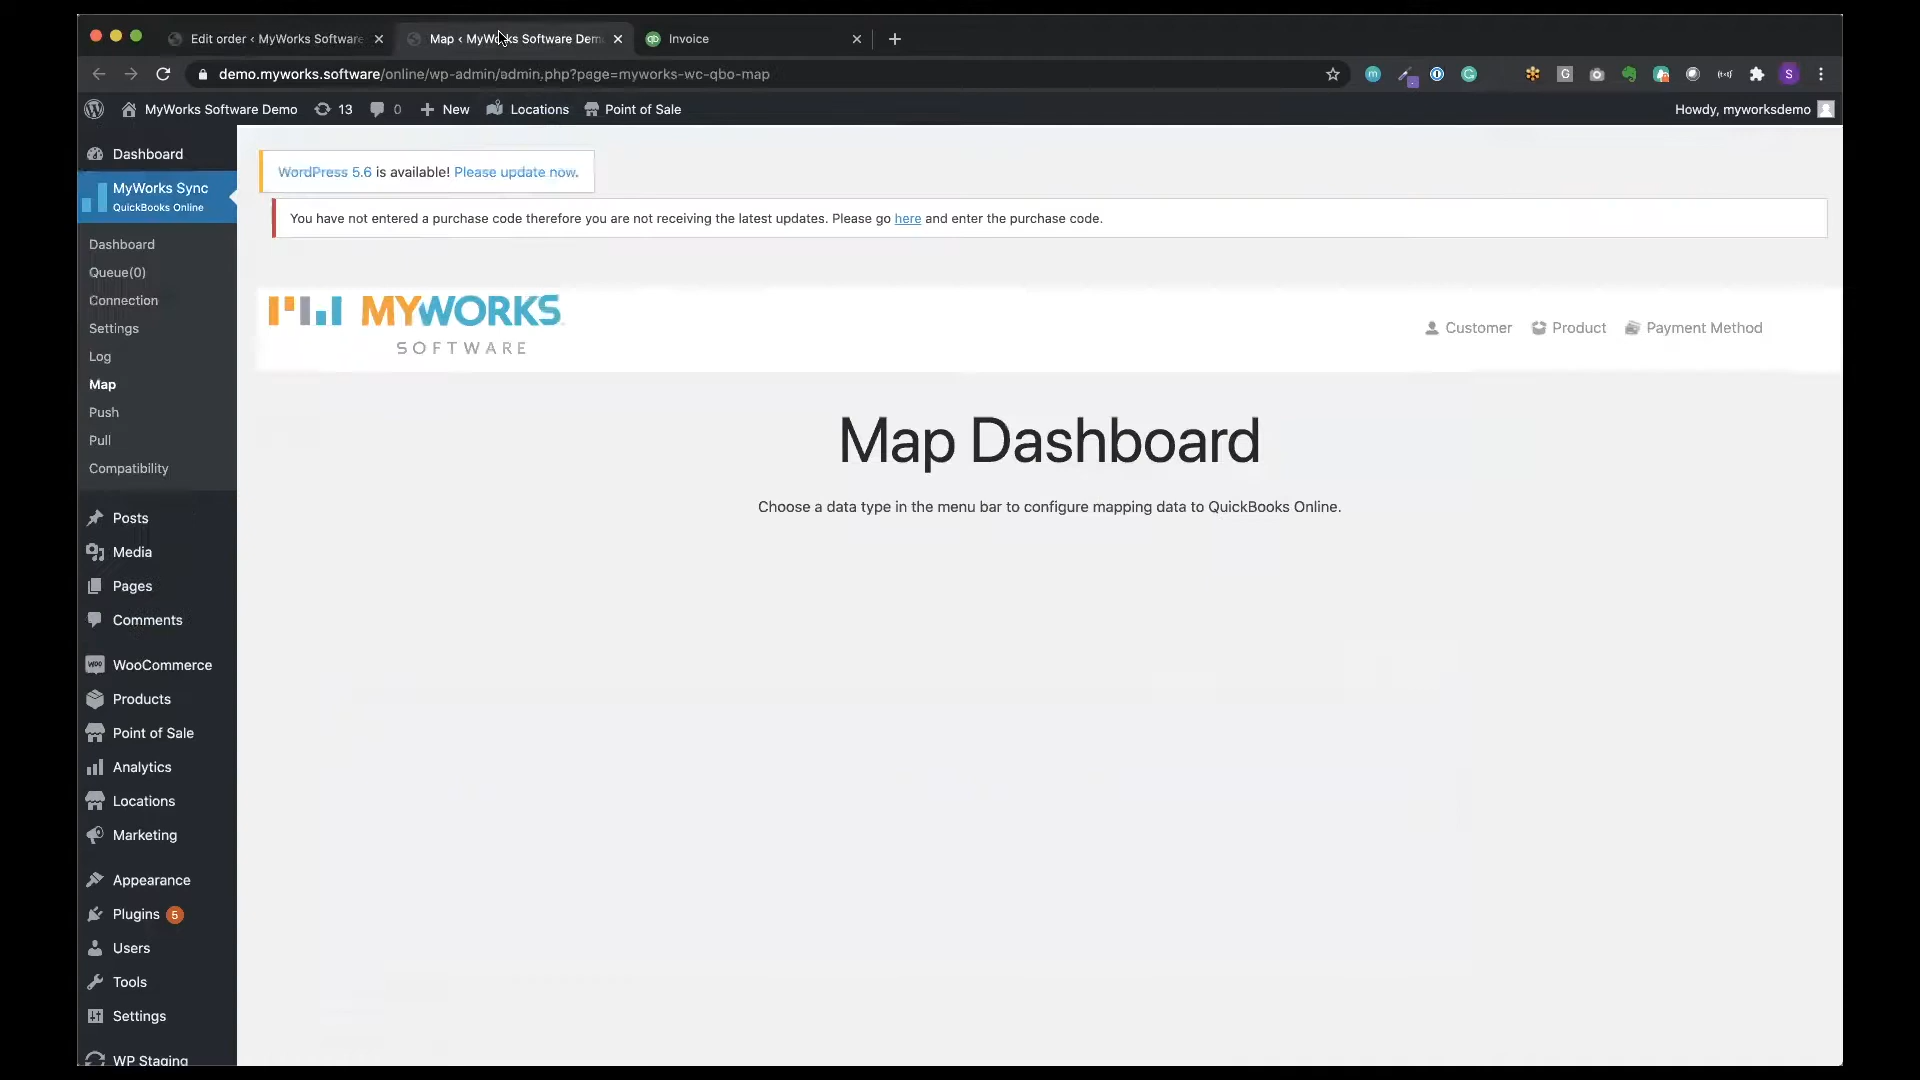 Edit order ‹ MyWorks Software
Map ‹ MyWorks Software Dem
Invoice
demo.myworks.software/online/wp-admin/admin.php?page=myworks-wc-qbo-map
MyWorks Software Demo
13
0
New
Locations
Point of Sale
Howdy, myworksdemo
Dashboard
MyWorks Sync
QuickBooks Online
Dashboard
Queue(0)
Connection
Settings
Log
Map
Push
Pull
Compatibility
Posts
Media
Pages
Comments
WooCommerce
Products
Point of Sale
Analytics
Locations
Marketing
Appearance
Plugins 5
Users
Tools
Settings
WP Staging
WordPress 5.6 is available! Please update now.
You have not entered a purchase code therefore you are not receiving the latest updates. Please go here and enter the purchase code.
MYWORKS
SOFTWARE
Customer
Product
Payment Method
Map Dashboard
Choose a data type in the menu bar to configure mapping data to QuickBooks Online.